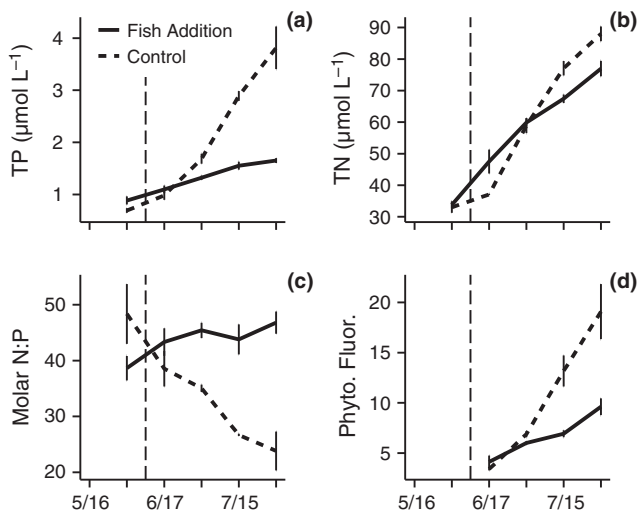 (a)
Fish Addition
Control
TP (μmol L⁻¹)
4
3
2
1
(b)
TN (μmol L⁻¹)
90
80
70
60
50
40
30
(c)
Molar N:P
50
40
30
20
5/16
6/17
7/15
(d)
Phyto. Fluor.
20
15
10
5
5/16
6/17
7/15